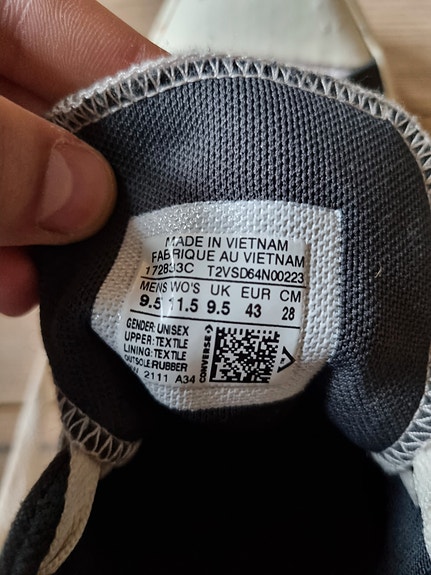 MADE IN VIETNAM
FABRIQUE AU VIETNAM
172833C T2VSD64N00223
MENS WO'S UK EUR CM
9.5 11.5 9.5 43 28
GENDER: UNISEX
UPPER: TEXTILE
LINING: TEXTILE
OUTSOLE: RUBBER
2111 A34
CONVERSE